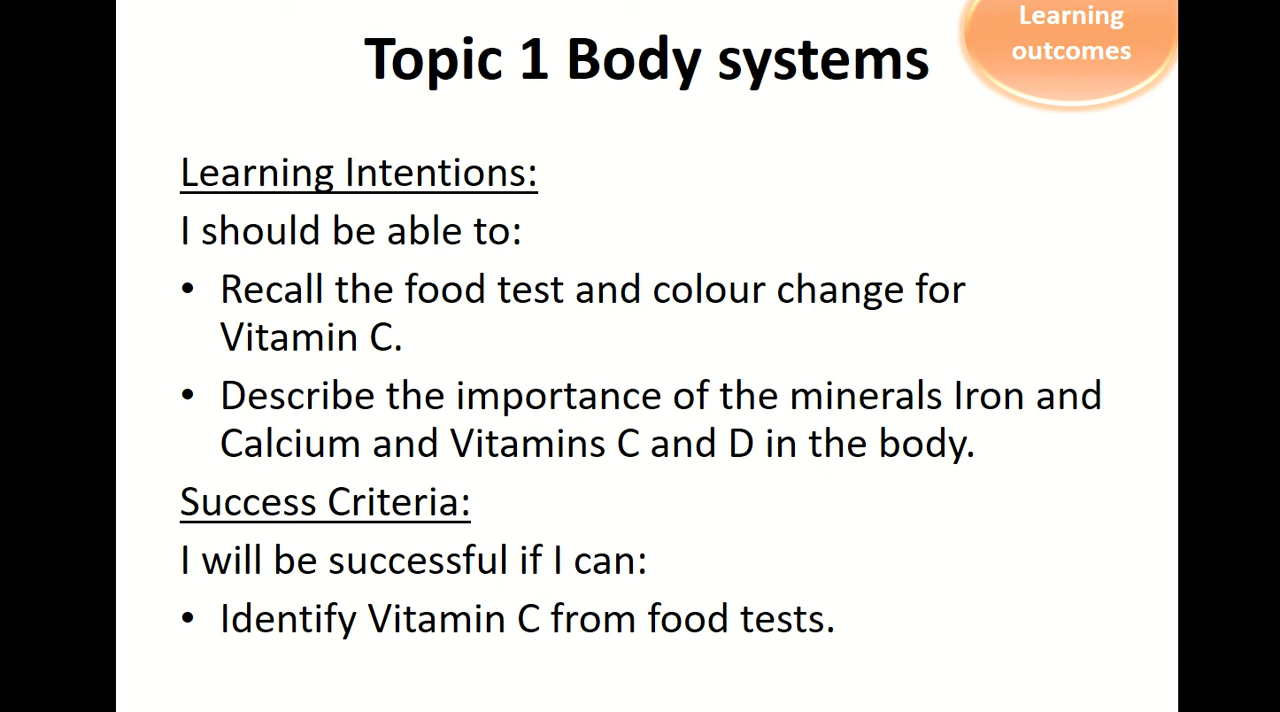 Learning
outcomes
Topic 1 Body systems
Learning Intentions:
I should be able to:
• Recall the food test and colour change for
Vitamin C.
• Describe the importance of the minerals Iron and
Calcium and Vitamins C and D in the body.
Success Criteria:
I will be successful if I can:
• Identify Vitamin C from food tests.